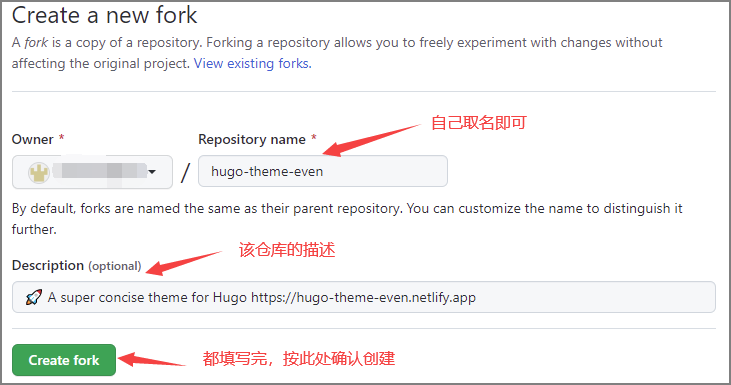 Create a new fork
A fork is a copy of a repository. Forking a repository allows you to freely experiment with changes without
affecting the original project. View existing forks.
自己取名即可
Owner * Repository name *
/ hugo-theme-even
By default, forks are named the same as their parent repository. You can customize the name to distinguish it
further.
该仓库的描述
Description (optional)
🚀 A super concise theme for Hugo https://hugo-theme-even.netlify.app
Create fork 都填写完，按此处确认创建